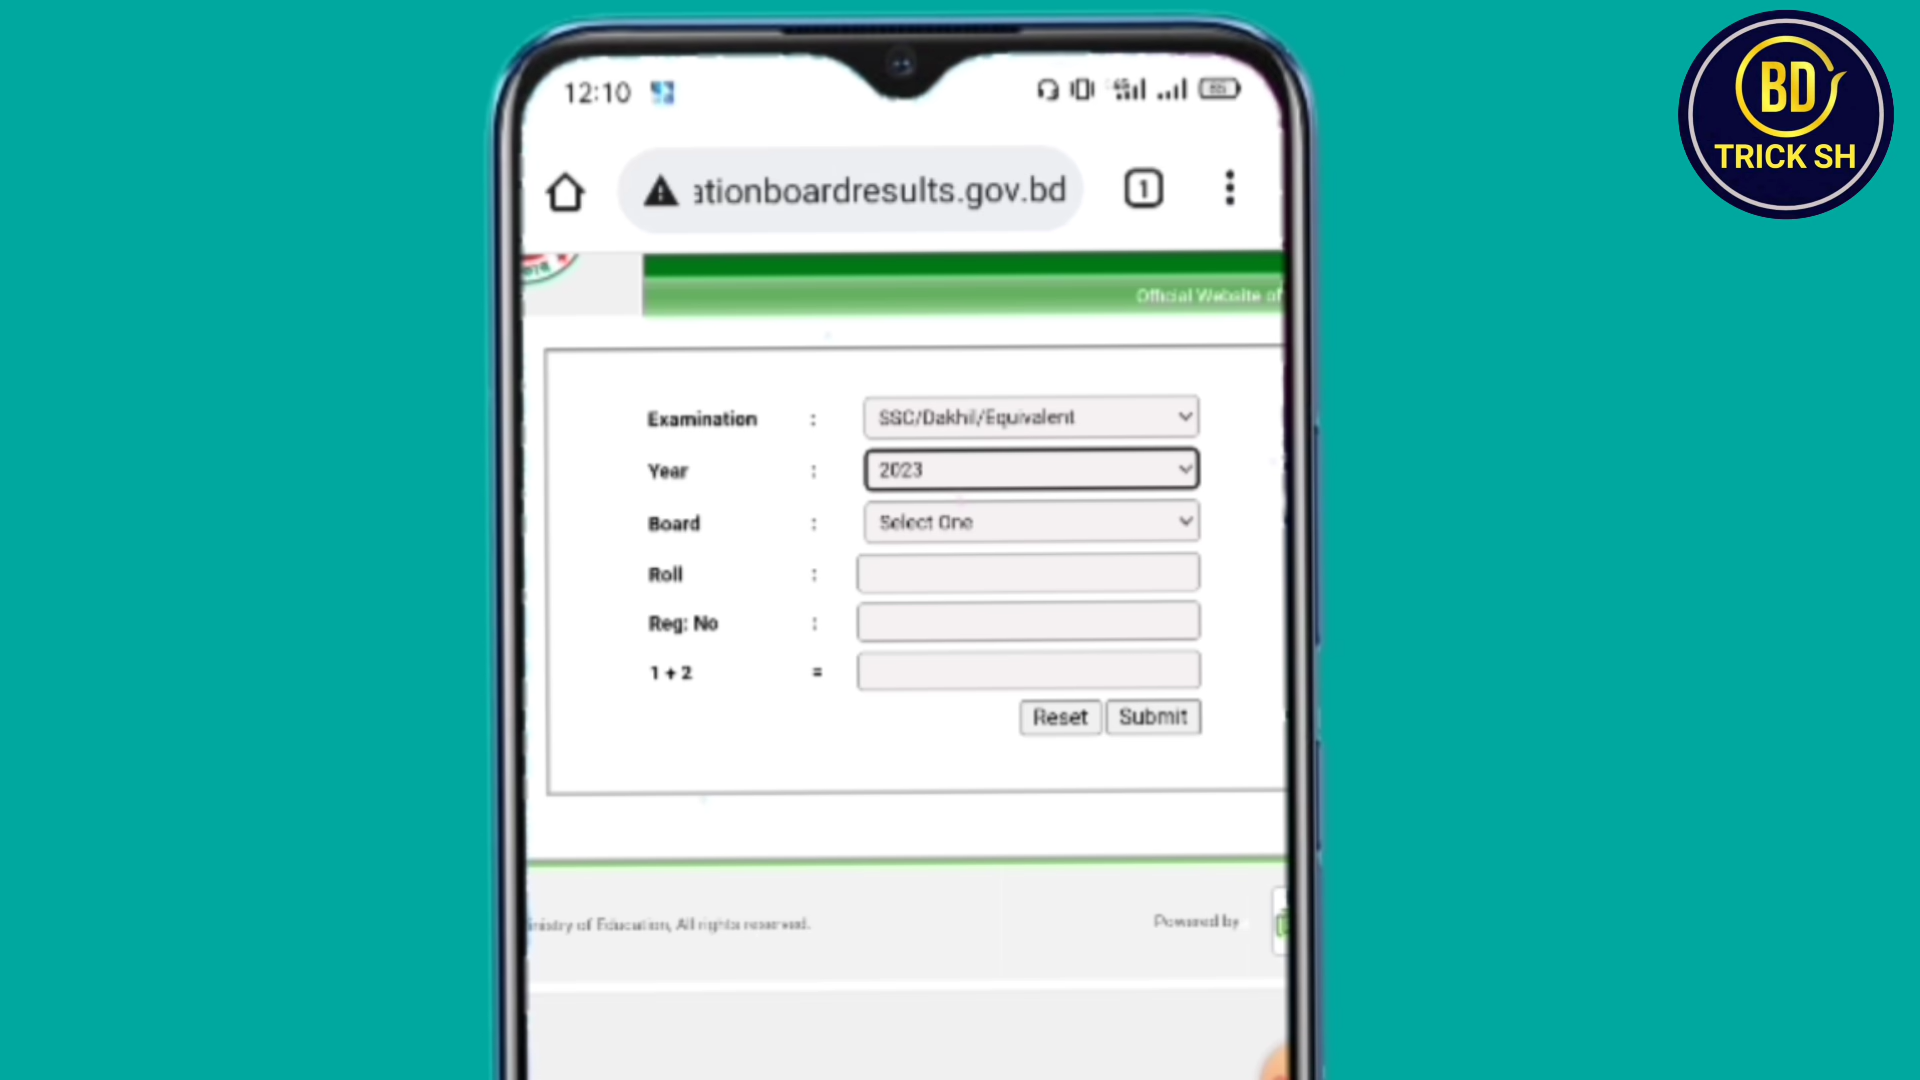 BD
TRICK SH
12:10
ationboardresults.gov.bd
1
Official Website of
Examination : SSC/Dakhil/Equivalent
Year : 2023
Board : Select One
Roll :
Reg: No :
1 + 2 =
Reset Submit
inistry of Education, All rights reserved.
Powered by